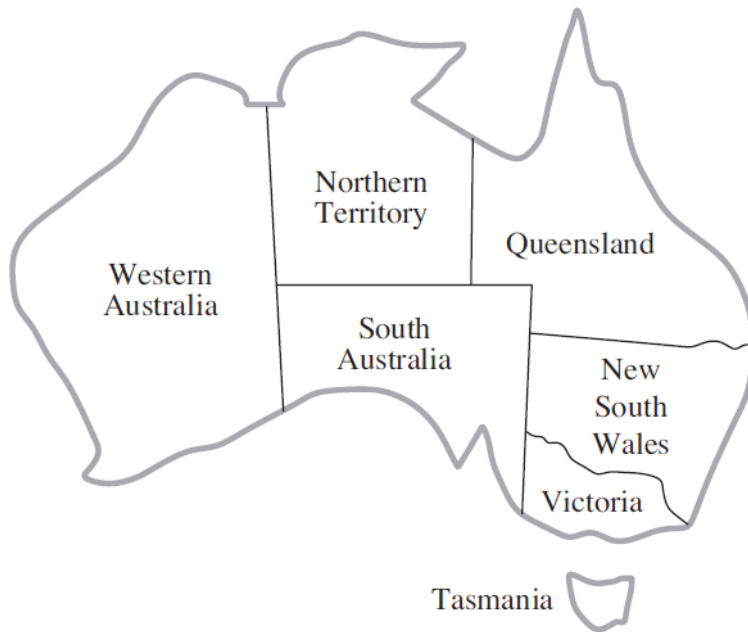 Northern
Territory
Queensland
Western
Australia
South
Australia
New
South
Wales
Victoria
Tasmania